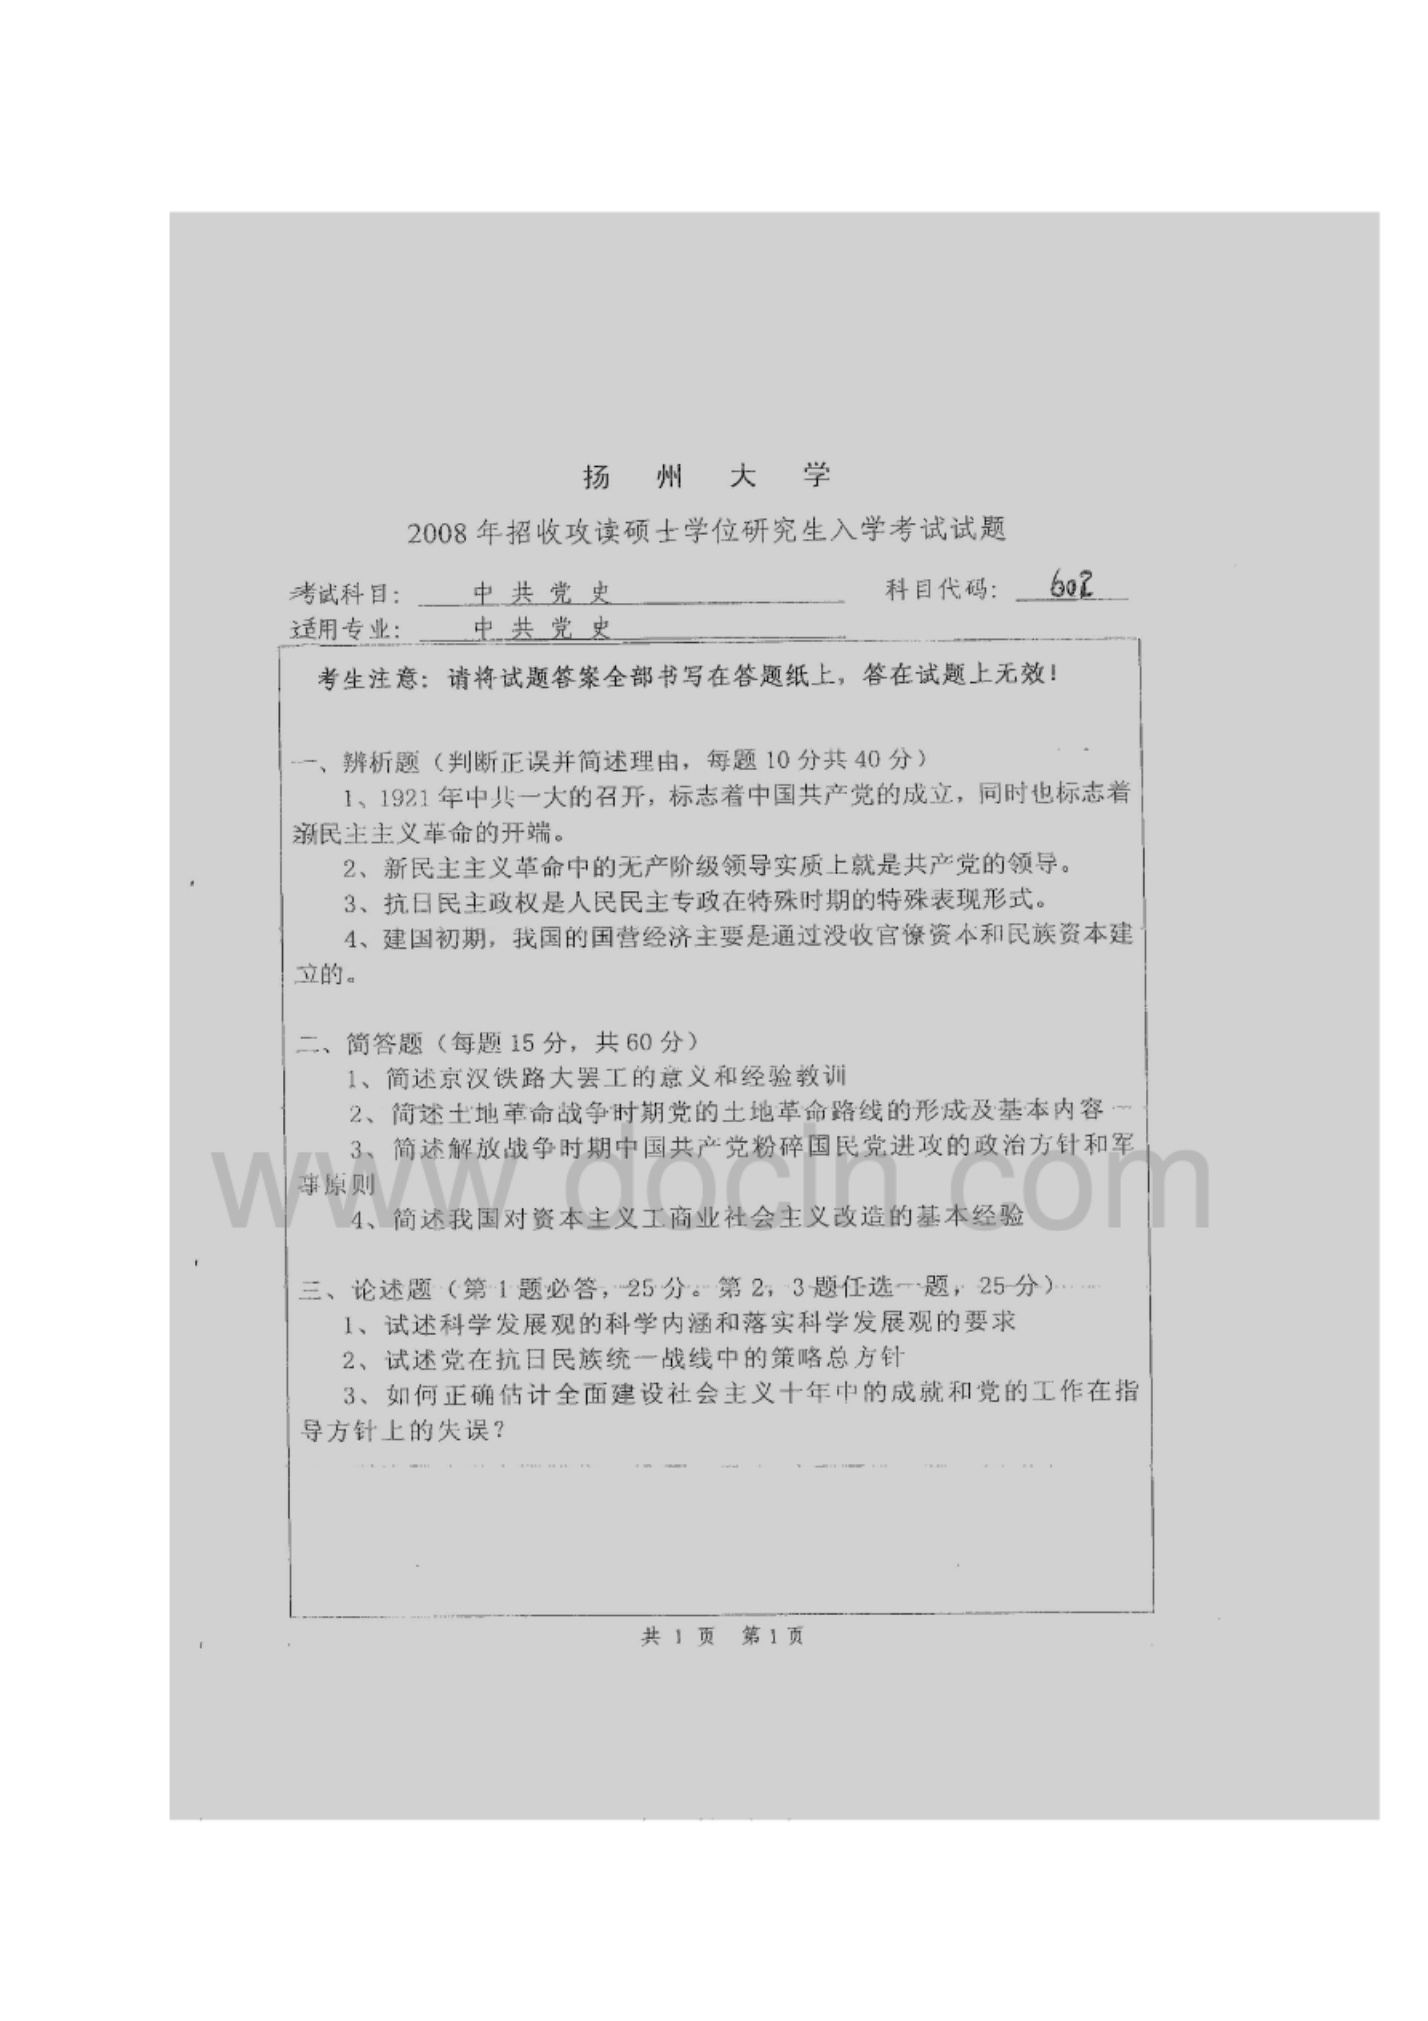 扬 州 大 学
2008 年招收攻读硕士学位研究生入学考试试题
考试科目: 中 共 党 史 科目代码: 602
适用专业: 中 共 党 史
考生注意: 请将试题答案全部书写在答题纸上，答在试题上无效!
一、辨析题（判断正误并简述理由，每题 10 分共 40 分）
1、1921 年中共一大的召开，标志着中国共产党的成立，同时也标志着
新民主主义革命的开端。
2、新民主主义革命中的无产阶级领导实质上就是共产党的领导。
3、抗日民主政权是人民民主专政在特殊时期的特殊表现形式。
4、建国初期，我国的国营经济主要是通过没收官僚资本和民族资本建
立的。
二、简答题（每题 15 分，共 60 分）
1、简述京汉铁路大罢工的意义和经验教训
2、简述土地革命战争时期党的土地革命路线的形成及基本内容
3、简述解放战争时期中国共产党粉碎国民党进攻的政治方针和军
事原则
www.docin.com
4、简述我国对资本主义工商业社会主义改造的基本经验
三、论述题（第 1 题必答，25 分。第 2，3 题任选一题，25 分）
1、试述科学发展观的科学内涵和落实科学发展观的要求
2、试述党在抗日民族统一战线中的策略总方针
3、如何正确估计全面建设社会主义十年中的成就和党的工作在指
导方针上的失误?
共 1 页 第 1 页